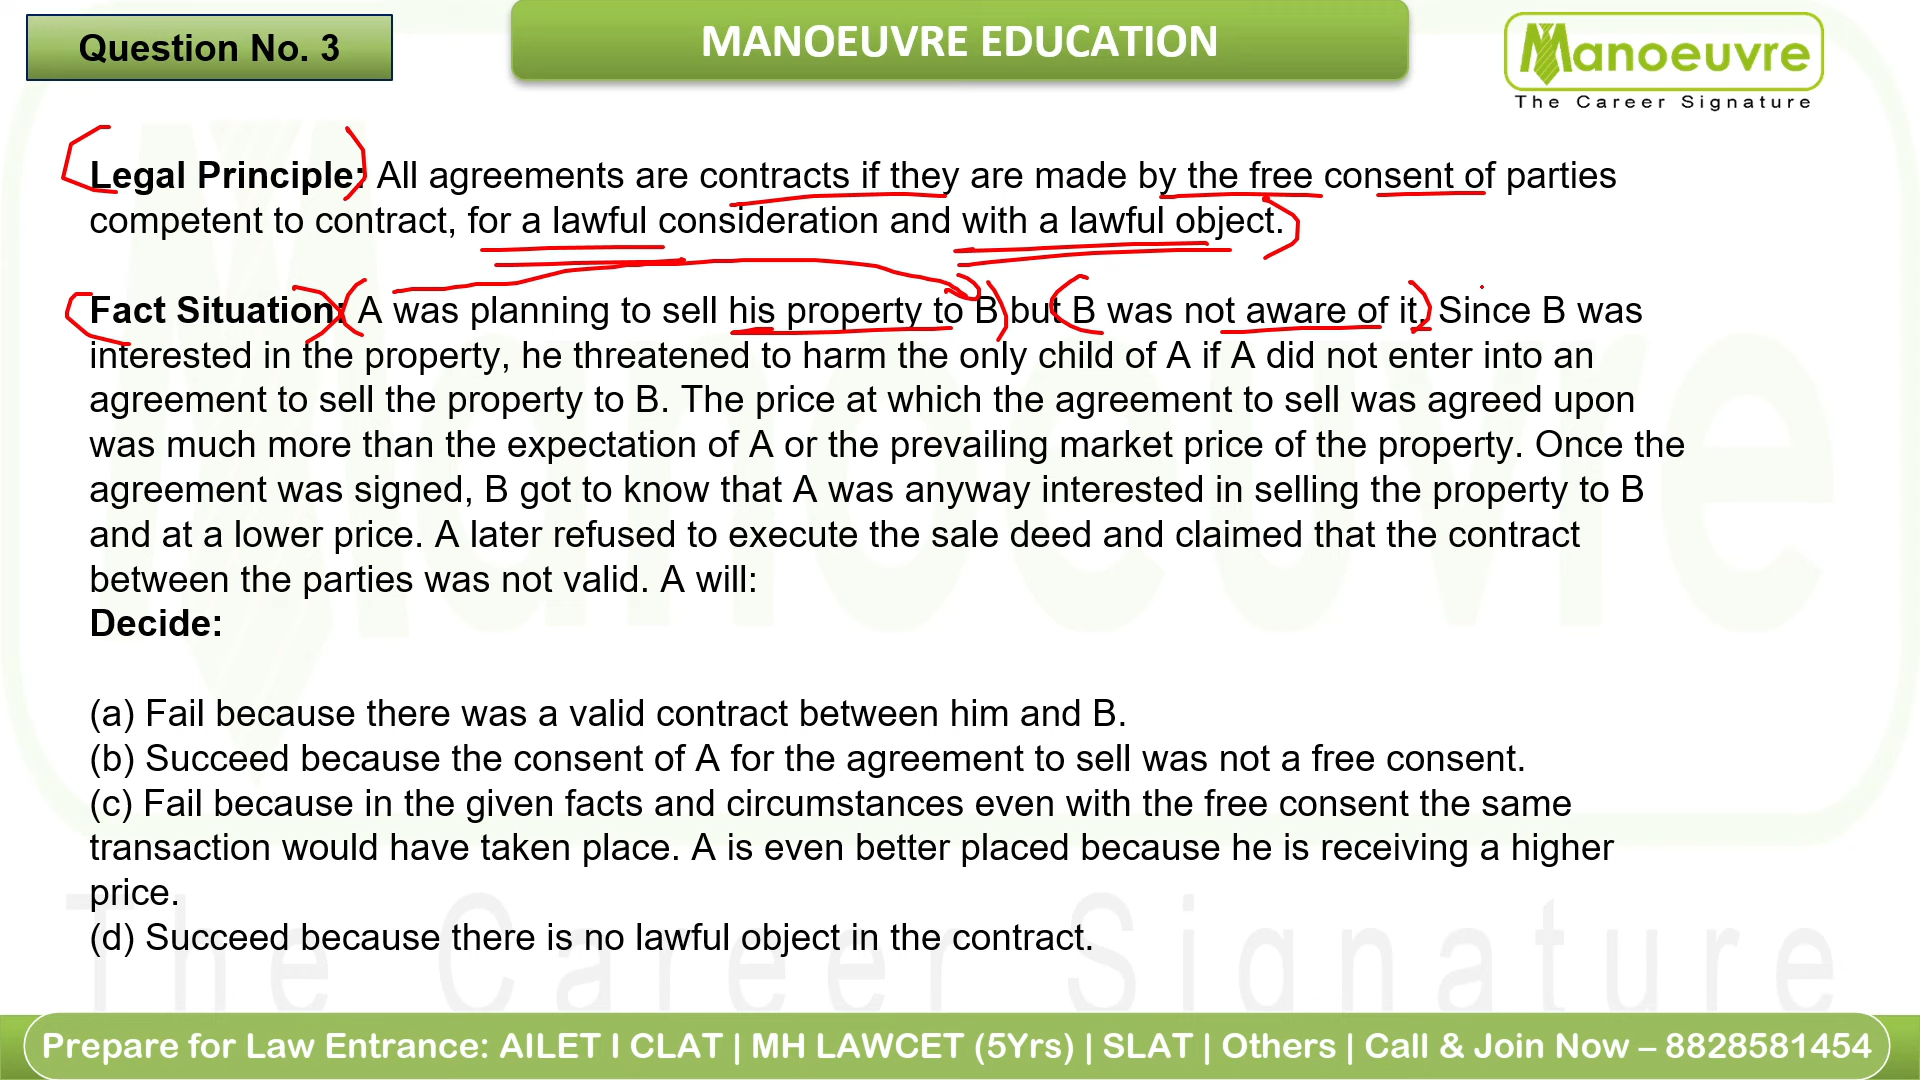 Question No. 3
MANOEUVRE EDUCATION
Manoeuvre
The Career Signature
Legal Principle: All agreements are contracts if they are made by the free consent of parties
competent to contract, for a lawful consideration and with a lawful object.
Fact Situation: A was planning to sell his property to B but B was not aware of it. Since B was
interested in the property, he threatened to harm the only child of A if A did not enter into an
agreement to sell the property to B. The price at which the agreement to sell was agreed upon
was much more than the expectation of A or the prevailing market price of the property. Once the
agreement was signed, B got to know that A was anyway interested in selling the property to B
and at a lower price. A later refused to execute the sale deed and claimed that the contract
between the parties was not valid. A will:
Decide:
(a) Fail because there was a valid contract between him and B.
(b) Succeed because the consent of A for the agreement to sell was not a free consent.
(c) Fail because in the given facts and circumstances even with the free consent the same
transaction would have taken place. A is even better placed because he is receiving a higher
price.
(d) Succeed because there is no lawful object in the contract.
Manoeuvre
The Career Signature
Prepare for Law Entrance: AILET I CLAT | MH LAWCET (5Yrs) | SLAT | Others | Call & Join Now – 8828581454